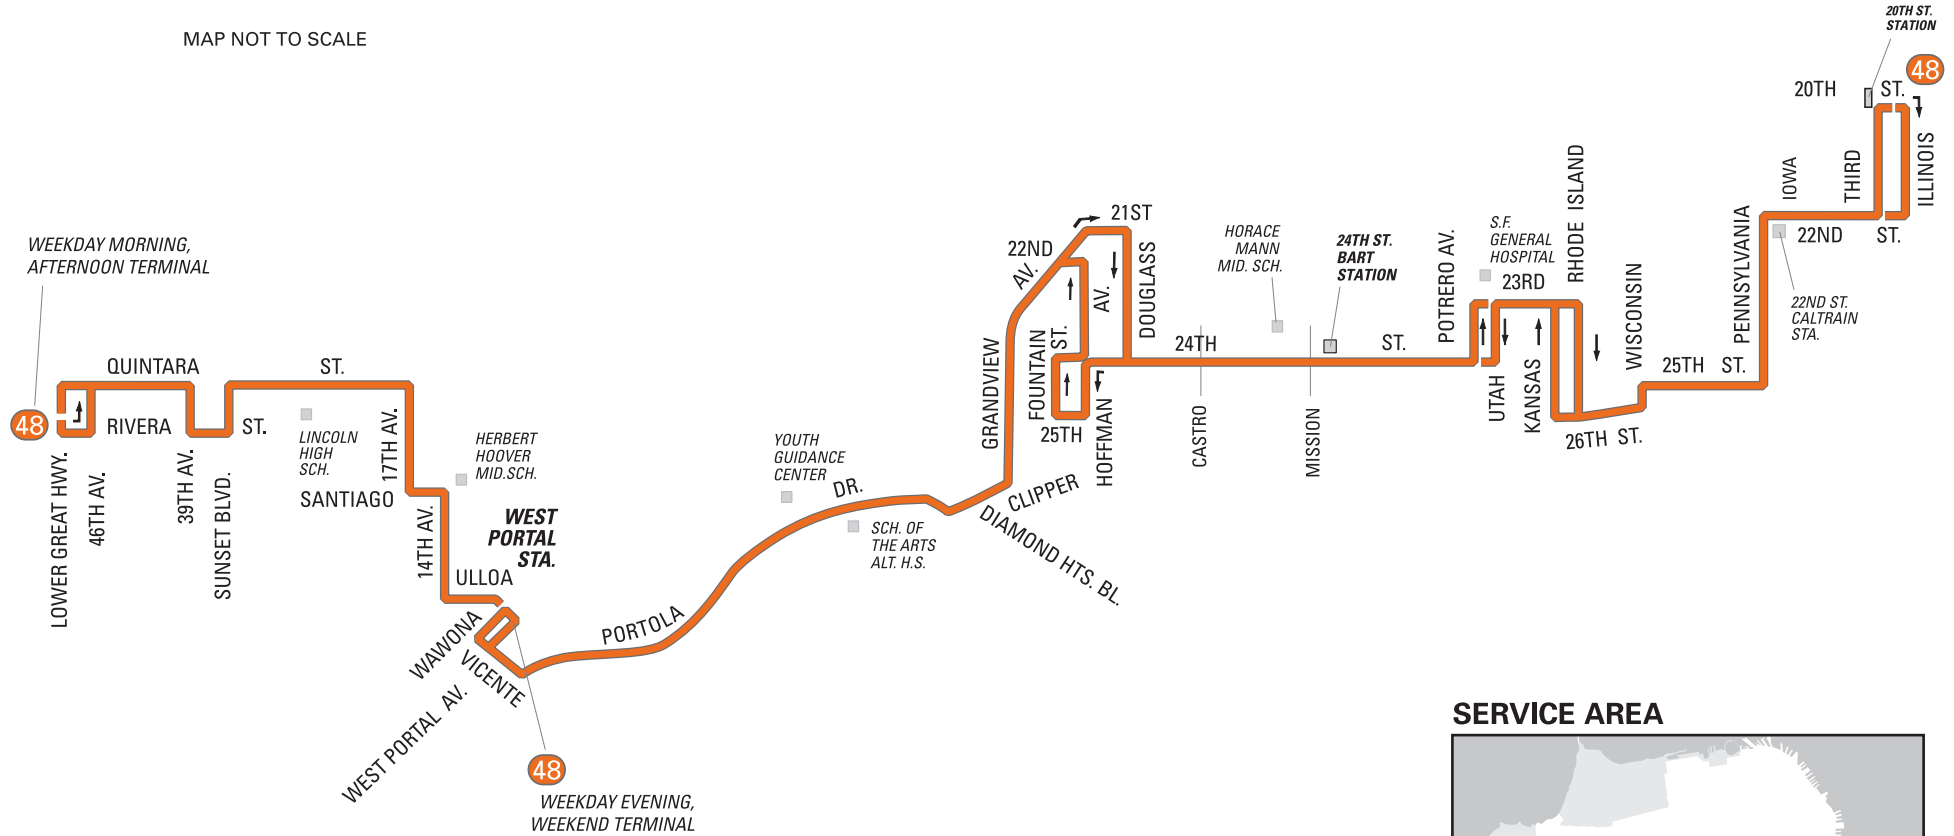 MAP NOT TO SCALE
20TH ST.
STATION
48
20TH
ST.
ILLINOIS
THIRD
IOWA
22ND
ST.
PENNSYLVANIA
22ND ST.
CALTRAIN
STA.
25TH
ST.
WISCONSIN
26TH ST.
RHODE ISLAND
KANSAS
UTAH
23RD
S.F.
GENERAL
HOSPITAL
POTRERO AV.
24TH
ST.
24TH ST.
BART
STATION
HORACE
MANN
MID. SCH.
MISSION
CASTRO
DOUGLASS
21ST
22ND
AV.
AV.
HOFFMAN
FOUNTAIN
ST.
25TH
GRANDVIEW
CLIPPER
DIAMOND HTS. BL.
DR.
PORTOLA
YOUTH
GUIDANCE
CENTER
SCH. OF
THE ARTS
ALT. H.S.
WEST
PORTAL
STA.
ULLOA
WAWONA
VICENTE
WEST PORTAL AV.
48
WEEKDAY EVENING,
WEEKEND TERMINAL
14TH AV.
HERBERT
HOOVER
MID.SCH.
SANTIAGO
17TH AV.
LINCOLN
HIGH
SCH.
QUINTARA
ST.
RIVERA
ST.
SUNSET BLVD.
39TH AV.
46TH AV.
LOWER GREAT HWY.
48
WEEKDAY MORNING,
AFTERNOON TERMINAL
SERVICE AREA